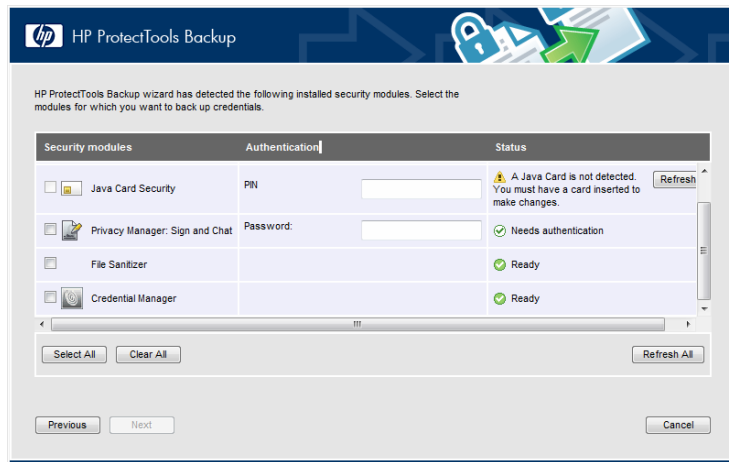 hp HP ProtectTools Backup
HP ProtectTools Backup wizard has detected the following installed security modules. Select the
modules for which you want to back up credentials.
Security modules Authentication Status
Java Card Security PIN A Java Card is not detected. Refresh
You must have a card inserted to
make changes.
Privacy Manager: Sign and Chat Password: Needs authentication
File Sanitizer Ready
Credential Manager Ready
Select All Clear All Refresh All
Previous Next Cancel